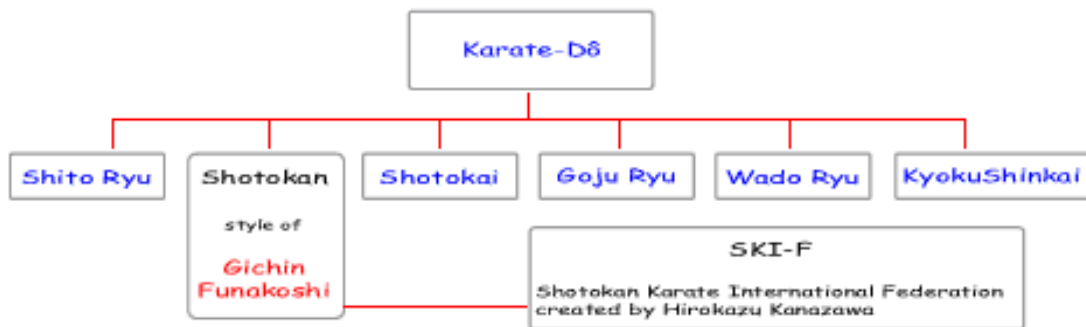 Karate-Dô
Shito Ryu
Shotokan
style of
Gichin
Funakoshi
Shotokai
Goju Ryu
Wado Ryu
KyokuShinkai
SKI-F
Shotokan Karate International Federation
created by Hirokazu Kanazawa